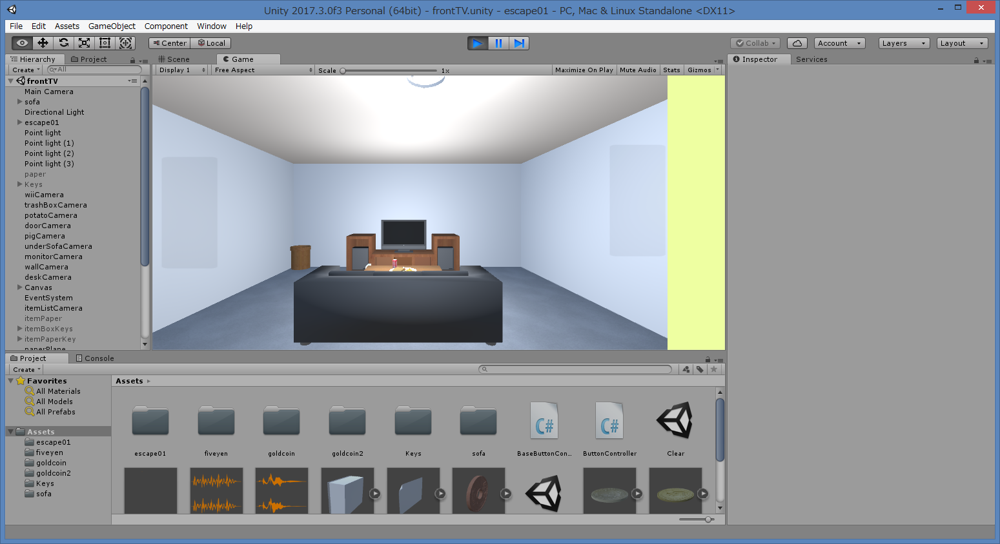 Unity 2017.3.0f3 Personal (64bit) - frontTV.unity - escape01 - PC, Mac & Linux Standalone <DX11>
File Edit Assets GameObject Component Window Help
Center Local Collab Account Layers Layout
Hierarchy Project
Create All
frontTV
Main Camera
sofa
Directional Light
escape01
Point light
Point light (1)
Point light (2)
Point light (3)
paper
Keys
wiiCamera
trashBoxCamera
potatoCamera
doorCamera
pigCamera
underSofaCamera
monitorCamera
wallCamera
deskCamera
Canvas
EventSystem
itemListCamera
itemPaper
itemBoxKeys
itemPaperKey
paperPlane
Scene Game
Display 1 Free Aspect Scale 1x Maximize On Play Mute Audio Stats Gizmos
Inspector Services
Project Console
Create
Favorites
All Materials
All Models
All Prefabs
Assets
escape01
fiveyen
goldcoin
goldcoin2
Keys
sofa
Assets
C# C#
escape01 fiveyen goldcoin goldcoin2 Keys sofa BaseButtonCon... ButtonController Clear